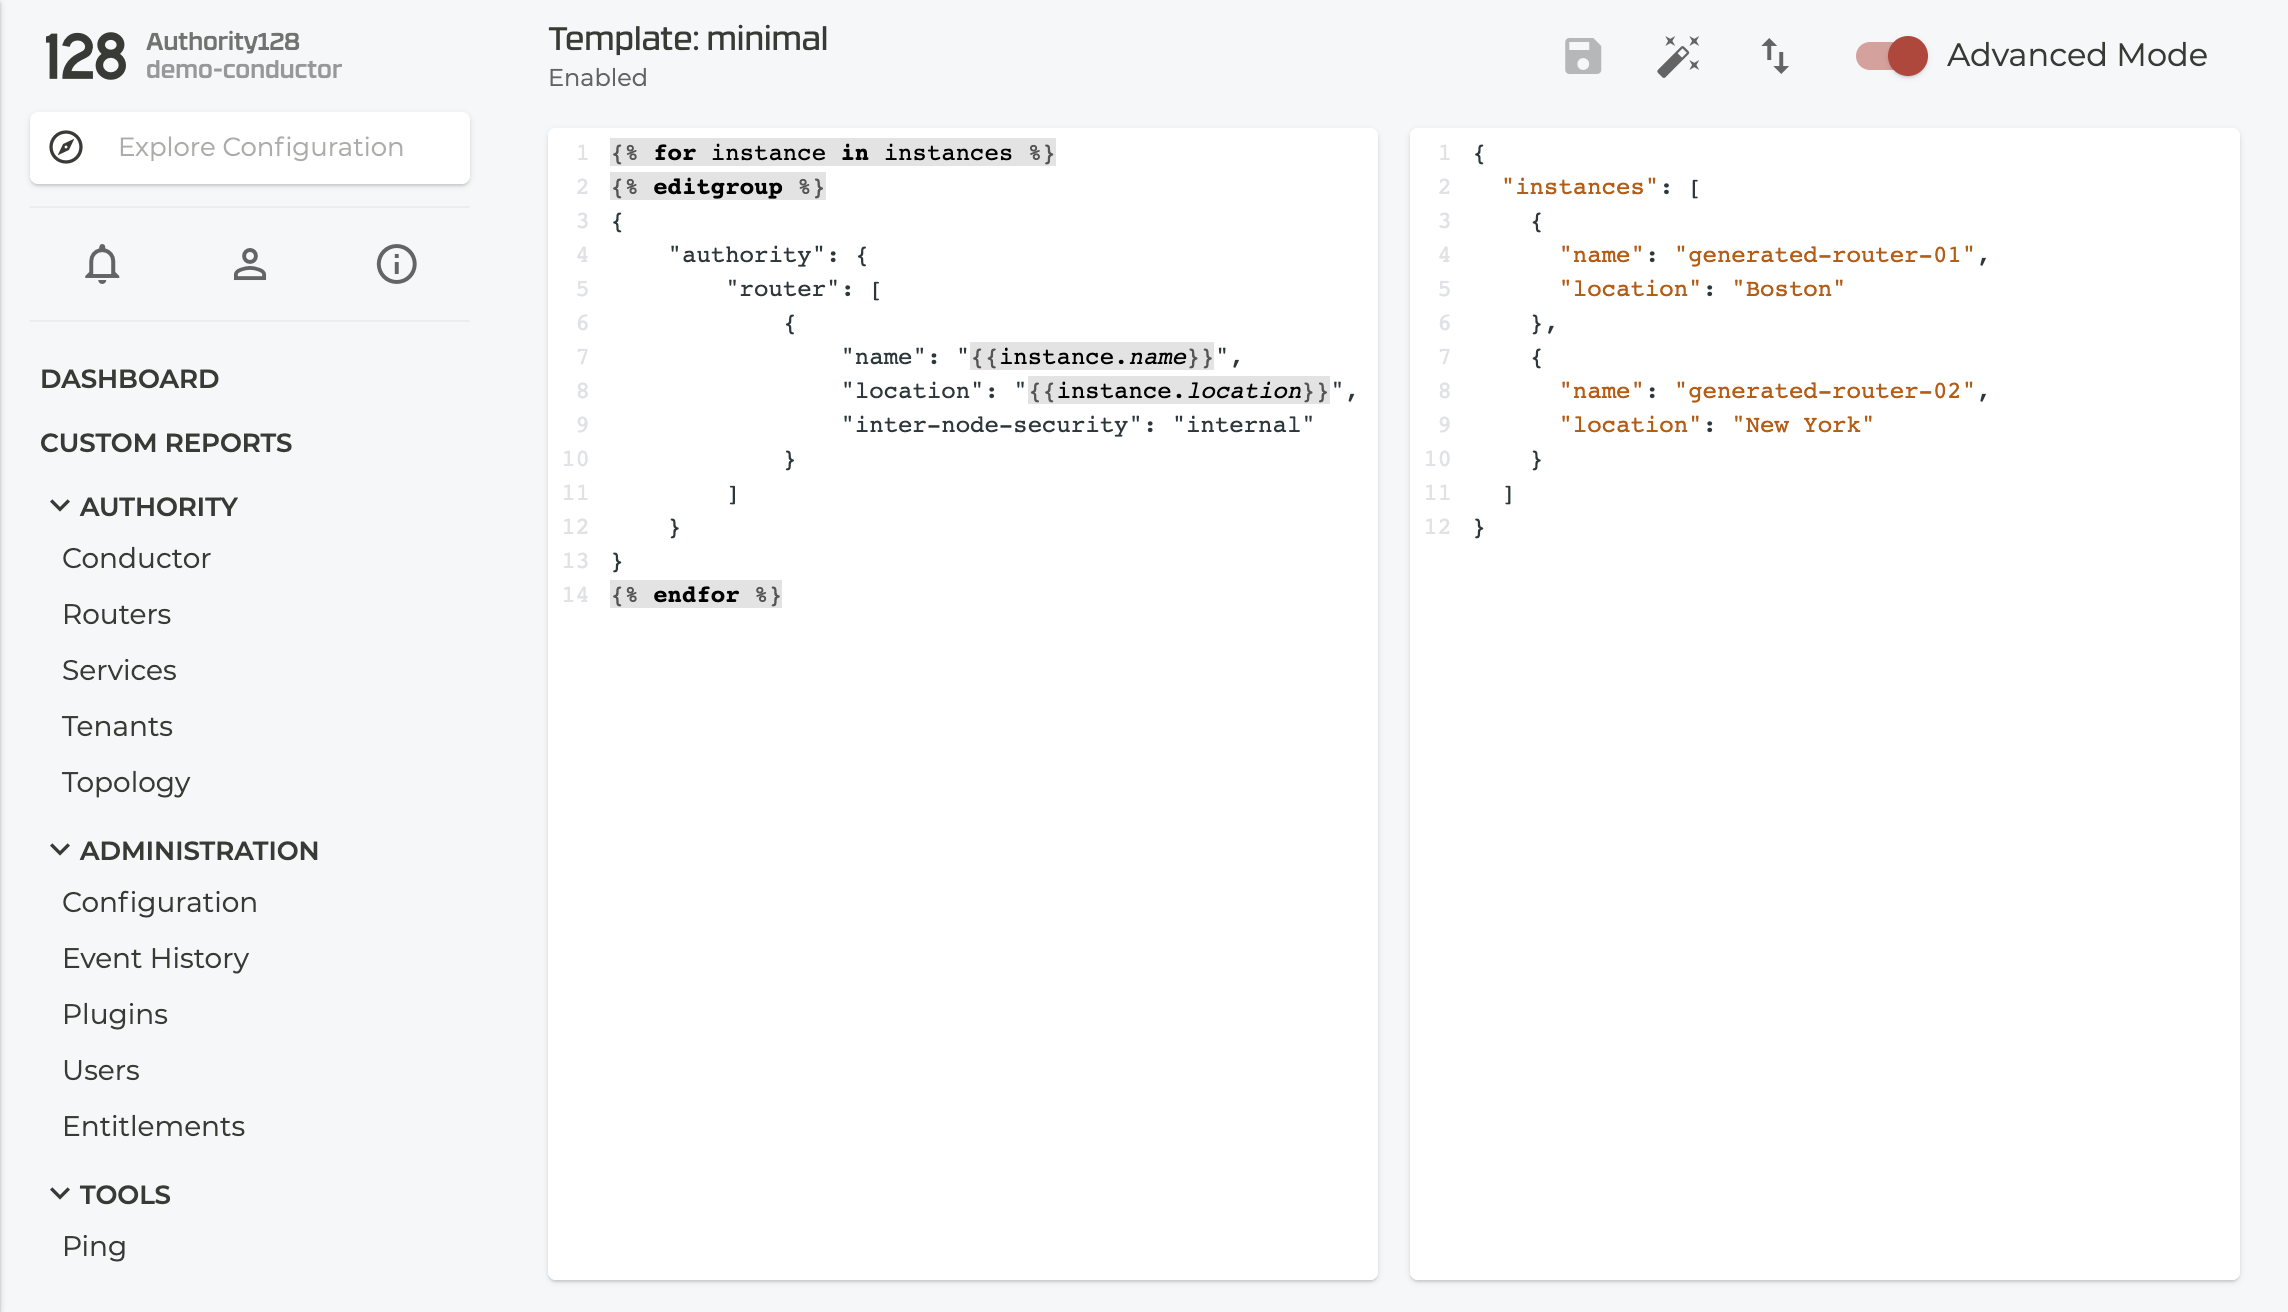 128
Authority128
demo-conductor
Explore Configuration
DASHBOARD
CUSTOM REPORTS
AUTHORITY
Conductor
Routers
Services
Tenants
Topology
ADMINISTRATION
Configuration
Event History
Plugins
Users
Entitlements
TOOLS
Ping
Template: minimal
Enabled
Advanced Mode
1 {% for instance in instances %}
2 {% editgroup %}
3 {
4     "authority": {
5         "router": [
6             {
7                 "name": "{{instance.name}}",
8                 "location": "{{instance.location}}",
9                 "inter-node-security": "internal"
10             }
11         ]
12     }
13 }
14 {% endfor %}
1 {
2   "instances": [
3     {
4       "name": "generated-router-01",
5       "location": "Boston"
6     },
7     {
8       "name": "generated-router-02",
9       "location": "New York"
10     }
11   ]
12 }